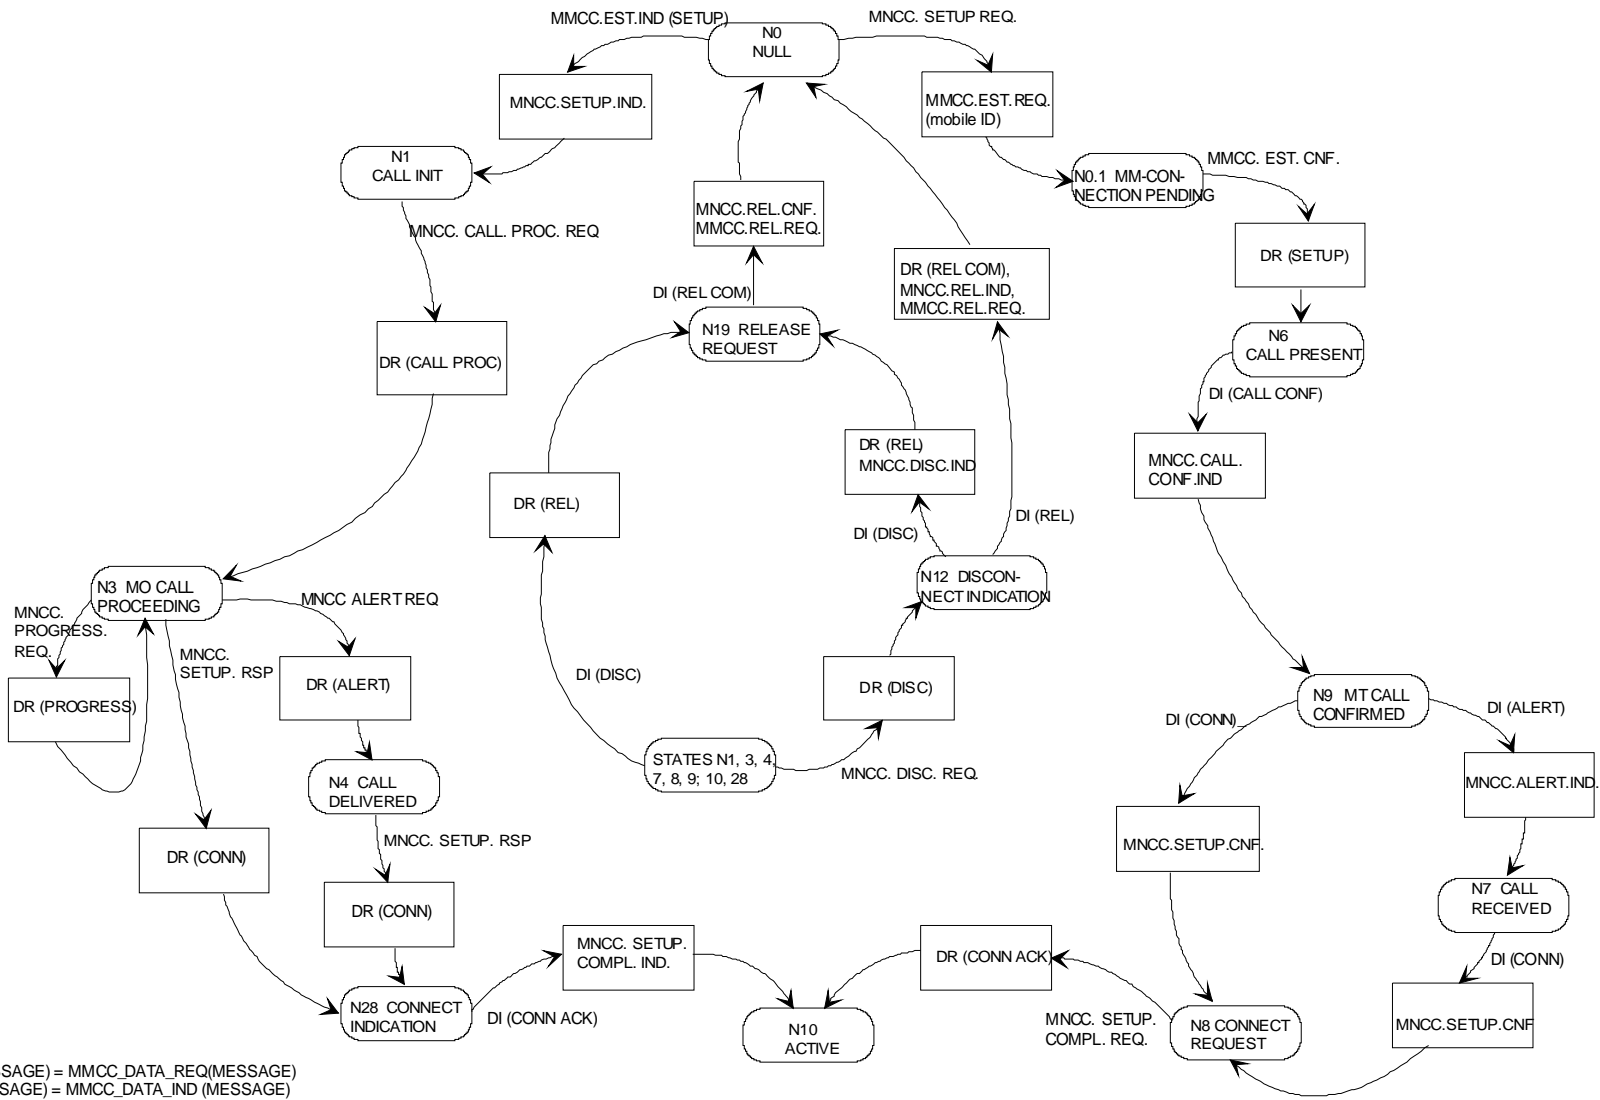 MMCC.EST.IND (SETUP)
N0
NULL
MNCC. SETUP REQ.
MNCC.SETUP.IND.
MMCC.EST.REQ.
(mobile ID)
N1
CALL INIT
MMCC. EST. CNF.
N0.1 MM-CON-
NECTION PENDING
MNCC. CALL. PROC. REQ
MNCC.REL.CNF.
MMCC.REL.REQ.
DR (SETUP)
DR (REL COM),
MNCC.REL.IND,
MMCC.REL.REQ.
DI (REL COM)
N19 RELEASE
REQUEST
N6
CALL PRESENT
DR (CALL PROC)
DI (CALL CONF)
DR (REL)
MNCC.DISC.IND
MNCC.CALL.
CONF.IND
DR (REL)
DI (REL)
DI (DISC)
N12 DISCON-
NECT INDICATION
N3 MO CALL
PROCEEDING
MNCC ALERT REQ
MNCC.
PROGRESS.
REQ.
MNCC.
SETUP. RSP
DR (ALERT)
DI (DISC)
DR (DISC)
DR (PROGRESS)
N9 MT CALL
CONFIRMED
DI (CONN)
DI (ALERT)
STATES N1, 3, 4,
7, 8, 9; 10, 28
MNCC. DISC. REQ.
N4 CALL
DELIVERED
MNCC.ALERT.IND.
MNCC. SETUP. RSP
MNCC.SETUP.CNF.
DR (CONN)
N7 CALL
RECEIVED
DR (CONN)
MNCC. SETUP.
COMPL. IND.
DR (CONN ACK)
DI (CONN)
N28 CONNECT
INDICATION
DI (CONN ACK)
N10
ACTIVE
MNCC. SETUP.
COMPL. REQ.
N8 CONNECT
REQUEST
MNCC.SETUP.CNF
SAGE) = MMCC_DATA_REQ(MESSAGE)
SAGE) = MMCC_DATA_IND (MESSAGE)